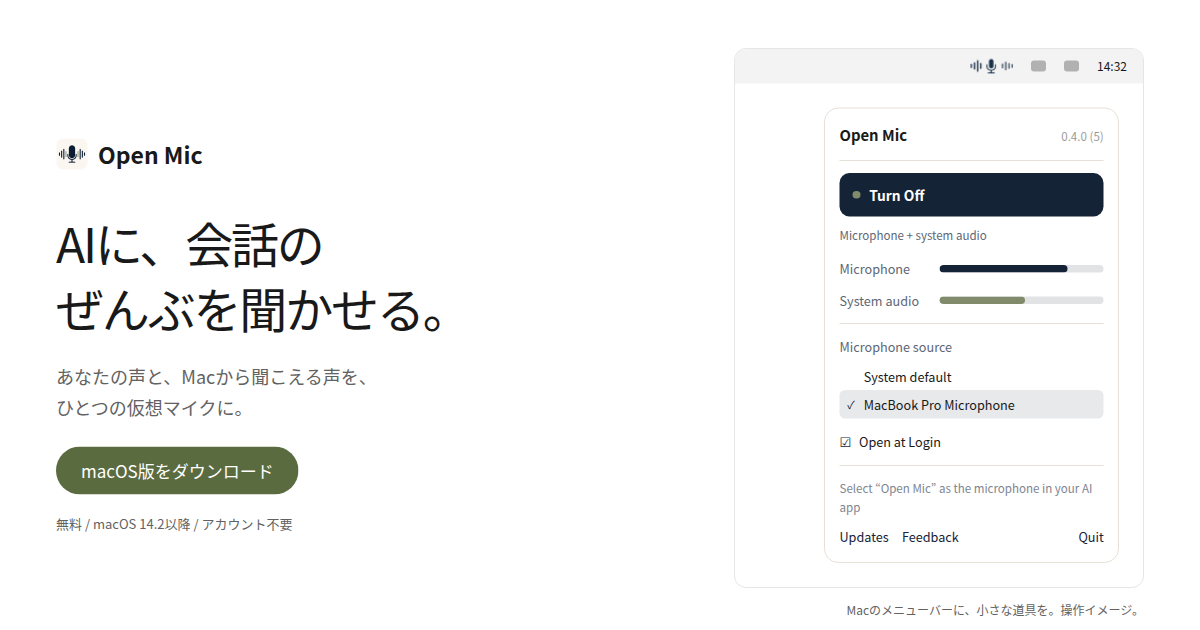 Open Mic
AIに、会話の
ぜんぶを聞かせる。
あなたの声と、Macから聞こえる声を、
ひとつの仮想マイクに。
macOS版をダウンロード
無料 / macOS 14.2以降 / アカウント不要
14:32
Open Mic 0.4.0 (5)
Turn Off
Microphone + system audio
Microphone
System audio
Microphone source
System default
✓ MacBook Pro Microphone
☑ Open at Login
Select “Open Mic” as the microphone in your AI
app
Updates Feedback Quit
Macのメニューバーに、小さな道具を。操作イメージ。